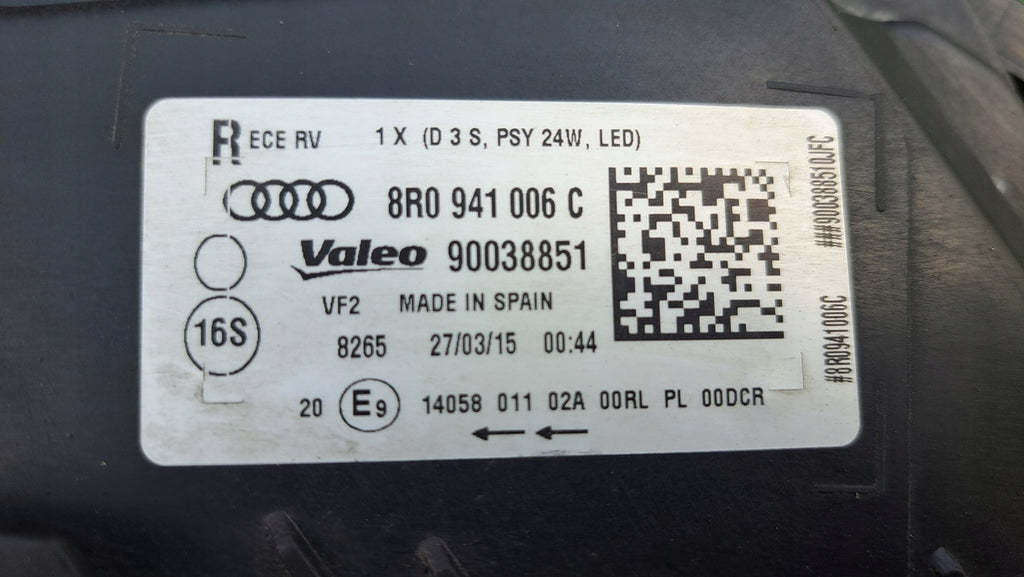 R ECE RV 1 X (D 3 S, PSY 24W, LED)
8R0 941 006 C
Valeo 90038851
VF2 MADE IN SPAIN
16S
8265 27/03/15 00:44
20 E9 14058 011 02A 00RL PL 00DCR
###900388510JFC
#8R0941006C